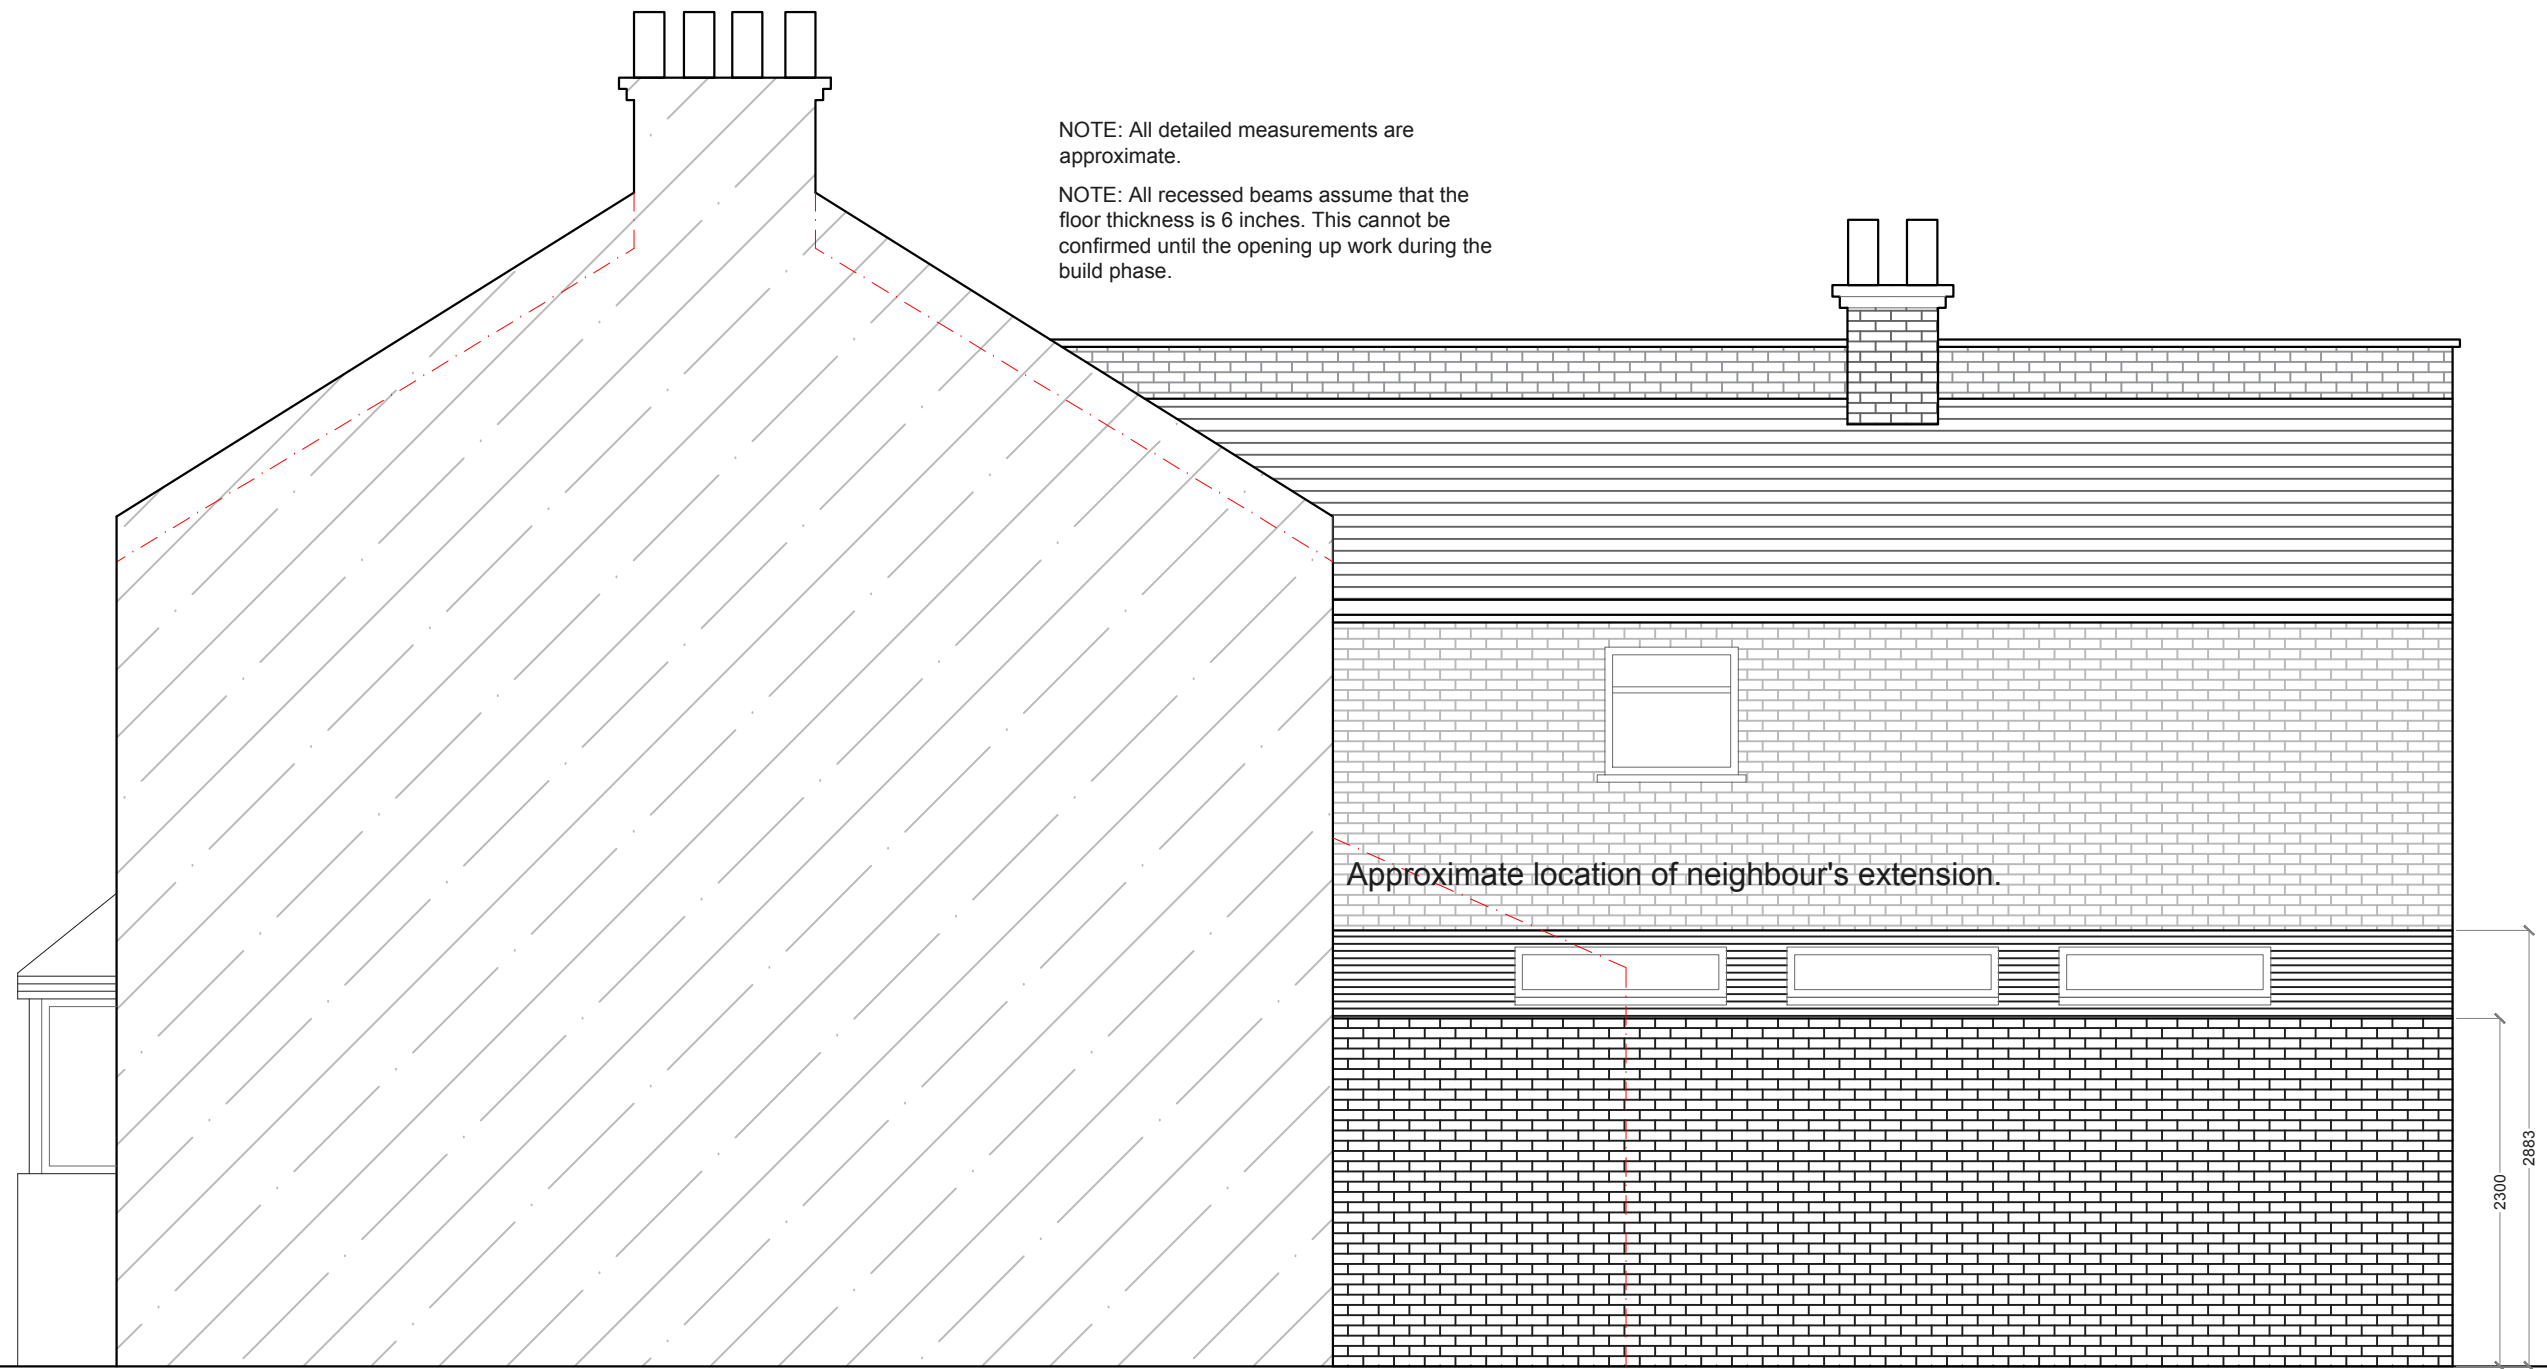 NOTE: All detailed measurements are
approximate.
NOTE: All recessed beams assume that the
floor thickness is 6 inches. This cannot be
confirmed until the opening up work during the
build phase.
Approximate location of neighbour's extension.
2883
2300